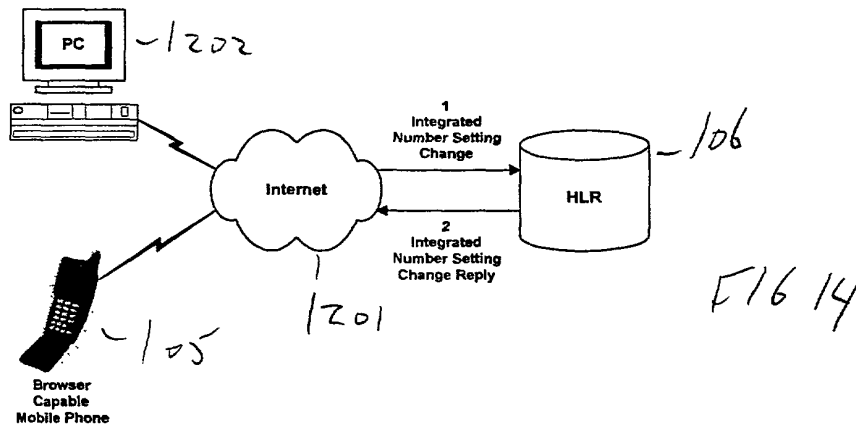 PC
1202
1
Integrated
Number Setting
Change
106
Internet
HLR
2
Integrated
Number Setting
Change Reply
1201
FIG 14
105
Browser
Capable
Mobile Phone